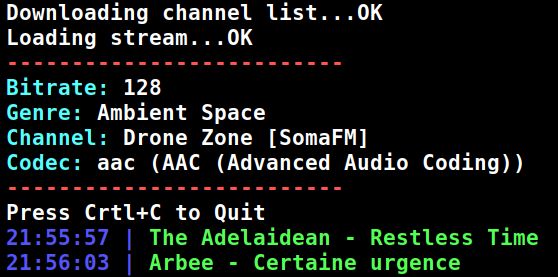 Downloading channel list...OK
Loading stream...OK
--------------------------
Bitrate: 128
Genre: Ambient Space
Channel: Drone Zone [SomaFM]
Codec: aac (AAC (Advanced Audio Coding))
--------------------------
Press Crtl+C to Quit
21:55:57 | The Adelaidean - Restless Time
21:56:03 | Arbee - Certaine urgence